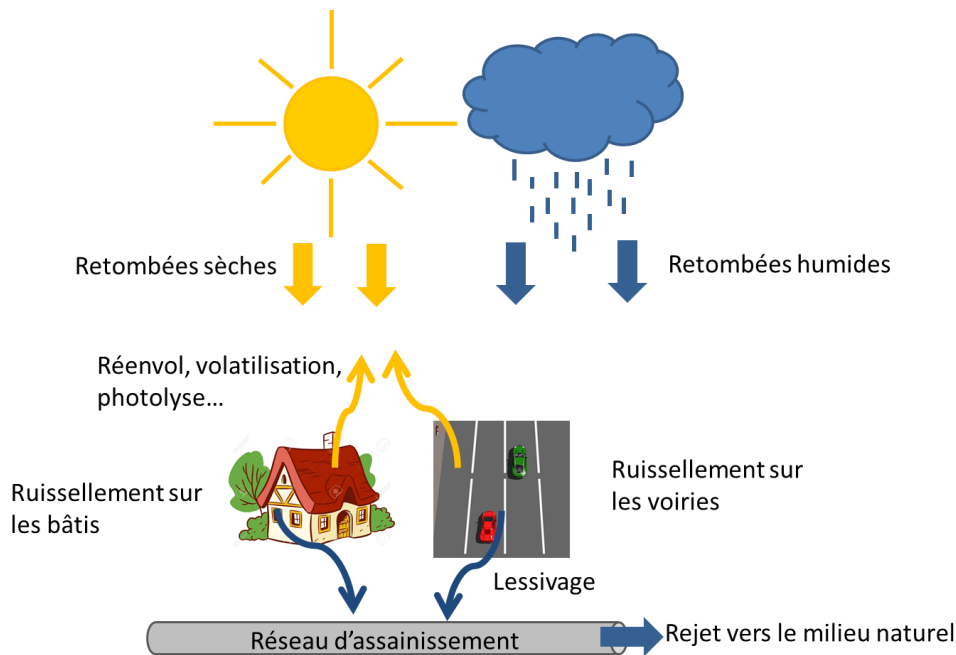 Retombées sèches
Retombées humides
Réenvol, volatilisation,
photolyse...
Ruissellement sur
les bâtis
Ruissellement sur
les voiries
Lessivage
Réseau d'assainissement
Rejet vers le milieu naturel